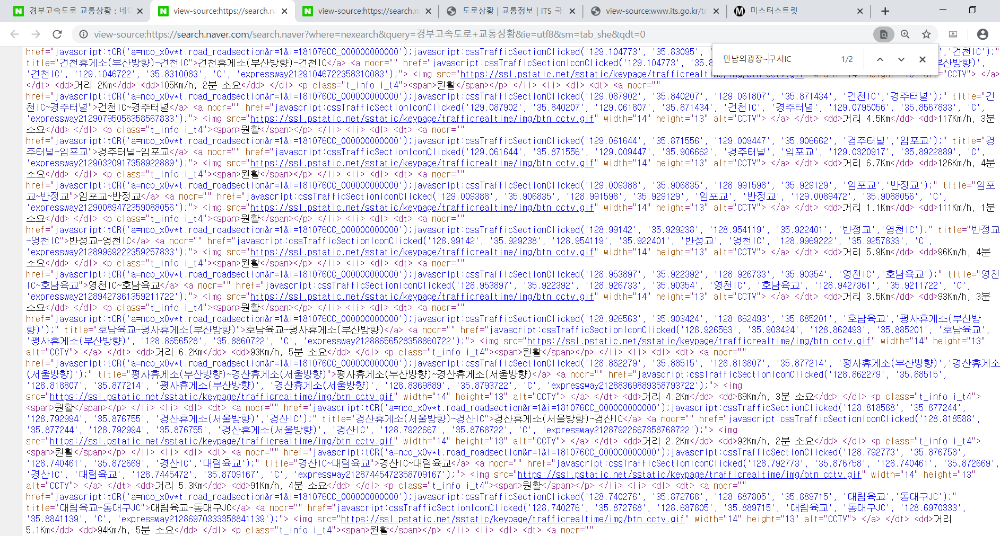 경부고속도로 교통상황 : 네이
view-source:https://search.n
view-source:https://search.n
도로상황 | 교통정보 | ITS 국
view-source:www.its.go.kr/tr
미스터스트릿
view-source:https://search.naver.com/search.naver?where=nexearch&query=경부고속도로+교통상황&ie=utf8&sm=tab_she&qdt=0
만남의광장~구서IC 1/2
href="javascript:tCR('a=nco_x0v*t.road_roadsection&r=1&i=181076CC_000000000000');javascript:cssTrafficSectionClicked('129.104773', '35.83095', '건천IC');"
title="건천휴게소(부산방향)~건천IC">건천휴게소(부산방향)~건천IC</a> <a nocr="" href="javascript:cssTrafficSectionIconClicked('129.104773', '35.8 부산방향)',
'건천IC', '129.1046722', '35.8310083', 'C', 'expressway212910467223583​10083');"> <img src="https://ssl.pstatic.net/sstatic/keypage/trafficrealtime/img/btn_cctv.gif" width="14" height="13" alt="CCTV"> </a>
</dt> <dd>거리 2Km</dd> <dd>105Km/h, 2분 소요</dd> </dl> <p class="t_info i_t4"><span>원활</span></p> </li> <li> <dl> <dt> <a nocr=""
href="javascript:tCR('a=nco_x0v*t.road_roadsection&r=1&i=181076CC_000000000000');javascript:cssTrafficSectionClicked('129.087902', '35.840207', '129.061807', '35.871434', '건천IC','경주터널');" title="건
천IC~경주터널">건천IC~경주터널</a> <a nocr="" href="javascript:cssTrafficSectionIconClicked('129.087902', '35.840207', '129.061807', '35.871434', '건천IC', '경주터널', '129.0795056', '35.8567833', 'C',
'expressway212907950563585​67833');"> <img src="https://ssl.pstatic.net/sstatic/keypage/trafficrealtime/img/btn_cctv.gif" width="14" height="13" alt="CCTV"> </a> </dt> <dd>거리 4.5Km</dd> <dd>117Km/h, 3분
소요</dd> </dl> <p class="t_info i_t4"><span>원활</span></p> </li> <li> <dl> <dt> <a nocr=""
href="javascript:tCR('a=nco_x0v*t.road_roadsection&r=1&i=181076CC_000000000000');javascript:cssTrafficSectionClicked('129.061644', '35.871556', '129.009447', '35.906662', '경주터널','임포교');" title="경
주터널~임포교">경주터널~임포교</a> <a nocr="" href="javascript:cssTrafficSectionIconClicked('129.061644', '35.871556', '129.009447', '35.906662', '경주터널', '임포교', '129.0320917', '35.8922889', 'C',
'expressway212903209173589​22889');"> <img src="https://ssl.pstatic.net/sstatic/keypage/trafficrealtime/img/btn_cctv.gif" width="14" height="13" alt="CCTV"> </a> </dt> <dd>거리 6.7Km</dd> <dd>126Km/h, 4분
소요</dd> </dl> <p class="t_info i_t4"><span>원활</span></p> </li> <li> <dl> <dt> <a nocr=""
href="javascript:tCR('a=nco_x0v*t.road_roadsection&r=1&i=181076CC_000000000000');javascript:cssTrafficSectionClicked('129.009388', '35.906835', '128.991598', '35.929129', '임포교','반정교');" title="임포
교~반정교">임포교~반정교</a> <a nocr="" href="javascript:cssTrafficSectionIconClicked('129.009388', '35.906835', '128.991598', '35.929129', '임포교', '반정교', '129.0089472', '35.9088056', 'C',
'expressway212900894723590​88056');"> <img src="https://ssl.pstatic.net/sstatic/keypage/trafficrealtime/img/btn_cctv.gif" width="14" height="13" alt="CCTV"> </a> </dt> <dd>거리 1.1Km</dd> <dd>111Km/h, 1분
소요</dd> </dl> <p class="t_info i_t4"><span>원활</span></p> </li> <li> <dl> <dt> <a nocr=""
href="javascript:tCR('a=nco_x0v*t.road_roadsection&r=1&i=181076CC_000000000000');javascript:cssTrafficSectionClicked('128.99142', '35.929238', '128.954119', '35.922401', '반정교','영천IC');" title="반정교
~영천IC">반정교~영천IC</a> <a nocr="" href="javascript:cssTrafficSectionIconClicked('128.99142', '35.929238', '128.954119', '35.922401', '반정교', '영천IC', '128.9969222', '35.9257833', 'C',
'expressway212899692223592​57833');"> <img src="https://ssl.pstatic.net/sstatic/keypage/trafficrealtime/img/btn_cctv.gif" width="14" height="13" alt="CCTV"> </a> </dt> <dd>거리 5.9Km</dd> <dd>96Km/h, 4분
소요</dd> </dl> <p class="t_info i_t4"><span>원활</span></p> </li> <li> <dl> <dt> <a nocr=""
href="javascript:tCR('a=nco_x0v*t.road_roadsection&r=1&i=181076CC_000000000000');javascript:cssTrafficSectionClicked('128.953897', '35.922392', '128.926733', '35.90354', '영천IC','호남육교');" title="영천
IC~호남육교">영천IC~호남육교</a> <a nocr="" href="javascript:cssTrafficSectionIconClicked('128.953897', '35.922392', '128.926733', '35.90354', '영천IC', '호남육교', '128.9427361', '35.9211722', 'C',
'expressway212894273613592​11722');"> <img src="https://ssl.pstatic.net/sstatic/keypage/trafficrealtime/img/btn_cctv.gif" width="14" height="13" alt="CCTV"> </a> </dt> <dd>거리 3.5Km</dd> <dd>93Km/h, 3분
소요</dd> </dl> <p class="t_info i_t4"><span>원활</span></p> </li> <li> <dl> <dt> <a nocr=""
href="javascript:tCR('a=nco_x0v*t.road_roadsection&r=1&i=181076CC_000000000000');javascript:cssTrafficSectionClicked('128.926563', '35.903424', '128.862493', '35.885201', '호남육교','평사휴게소(부산방
향)');" title="호남육교~평사휴게소(부산방향)">호남육교~평사휴게소(부산방향)</a> <a nocr="" href="javascript:cssTrafficSectionIconClicked('128.926563', '35.903424', '128.862493', '35.885201', '호남육교',
'평사휴게소(부산방향)', '128.8656528', '35.8860722', 'C', 'expressway212886565283588​60722');"> <img src="https://ssl.pstatic.net/sstatic/keypage/trafficrealtime/img/btn_cctv.gif" width="14" height="13"
alt="CCTV"> </a> </dt> <dd>거리 6.2Km</dd> <dd>93Km/h, 5분 소요</dd> </dl> <p class="t_info i_t4"><span>원활</span></p> </li> <li> <dl> <dt> <a nocr=""
href="javascript:tCR('a=nco_x0v*t.road_roadsection&r=1&i=181076CC_000000000000');javascript:cssTrafficSectionClicked('128.862279', '35.88515', '128.818807', '35.877214', '평사휴게소(부산방향)','경산휴게소
(서울방향)');" title="평사휴게소(부산방향)~경산휴게소(서울방향)">평사휴게소(부산방향)~경산휴게소(서울방향)</a> <a nocr="" href="javascript:cssTrafficSectionIconClicked('128.862279', '35.88515',
'128.818807', '35.877214', '평사휴게소(부산방향)', '경산휴게소(서울방향)', '128.8369889', '35.8793722', 'C', 'expressway212883698893587​93722');"> <img
src="https://ssl.pstatic.net/sstatic/keypage/trafficrealtime/img/btn_cctv.gif" width="14" height="13" alt="CCTV"> </a> </dt> <dd>거리 4.2Km</dd> <dd>89Km/h, 3분 소요</dd> </dl> <p class="t_info i_t4">
<span>원활</span></p> </li> <li> <dl> <dt> <a nocr="" href="javascript:tCR('a=nco_x0v*t.road_roadsection&r=1&i=181076CC_000000000000');javascript:cssTrafficSectionClicked('128.818588', '35.877244',
'128.792994', '35.876755', '경산휴게소(서울방향)','경산IC');" title="경산휴게소(서울방향)~경산IC">경산휴게소(서울방향)~경산IC</a> <a nocr="" href="javascript:cssTrafficSectionIconClicked('128.818588',
'35.877244', '128.792994', '35.876755', '경산휴게소(서울방향)', '경산IC', '128.7922667', '35.8768722', 'C', 'expressway212879226673587​68722');"> <img
src="https://ssl.pstatic.net/sstatic/keypage/trafficrealtime/img/btn_cctv.gif" width="14" height="13" alt="CCTV"> </a> </dt> <dd>거리 2.2Km</dd> <dd>92Km/h, 2분 소요</dd> </dl> <p class="t_info i_t4">
<span>원활</span></p> </li> <li> <dl> <dt> <a nocr="" href="javascript:tCR('a=nco_x0v*t.road_roadsection&r=1&i=181076CC_000000000000');javascript:cssTrafficSectionClicked('128.792773', '35.876758',
'128.740461', '35.872669', '경산IC','대림육교');" title="경산IC~대림육교">경산IC~대림육교</a> <a nocr="" href="javascript:cssTrafficSectionIconClicked('128.792773', '35.876758', '128.740461', '35.872669',
'경산IC', '대림육교', '128.7445472', '35.8709167', 'C', 'expressway212874454723587​09167');"> <img src="https://ssl.pstatic.net/sstatic/keypage/trafficrealtime/img/btn_cctv.gif" width="14" height="13"
alt="CCTV"> </a> </dt> <dd>거리 5.3Km</dd> <dd>91Km/h, 4분 소요</dd> </dl> <p class="t_info i_t4"><span>원활</span></p> </li> <li> <dl> <dt> <a nocr=""
href="javascript:tCR('a=nco_x0v*t.road_roadsection&r=1&i=181076CC_000000000000');javascript:cssTrafficSectionClicked('128.740276', '35.872768', '128.687805', '35.889715', '대림육교','동대구JC');"
title="대림육교~동대구JC">대림육교~동대구JC</a> <a nocr="" href="javascript:cssTrafficSectionIconClicked('128.740276', '35.872768', '128.687805', '35.889715', '대림육교', '동대구JC', '128.6970333',
'35.8841139', 'C', 'expressway212869703333588​41139');"> <img src="https://ssl.pstatic.net/sstatic/keypage/trafficrealtime/img/btn_cctv.gif" width="14" height="13" alt="CCTV"> </a> </dt> <dd>거리
5.1Km</dd> <dd>94Km/h, 5분 소요</dd> </dl> <p class="t_info i_t4"><span>원활</span></p> </li> <li> <dl> <dt> <a nocr=""